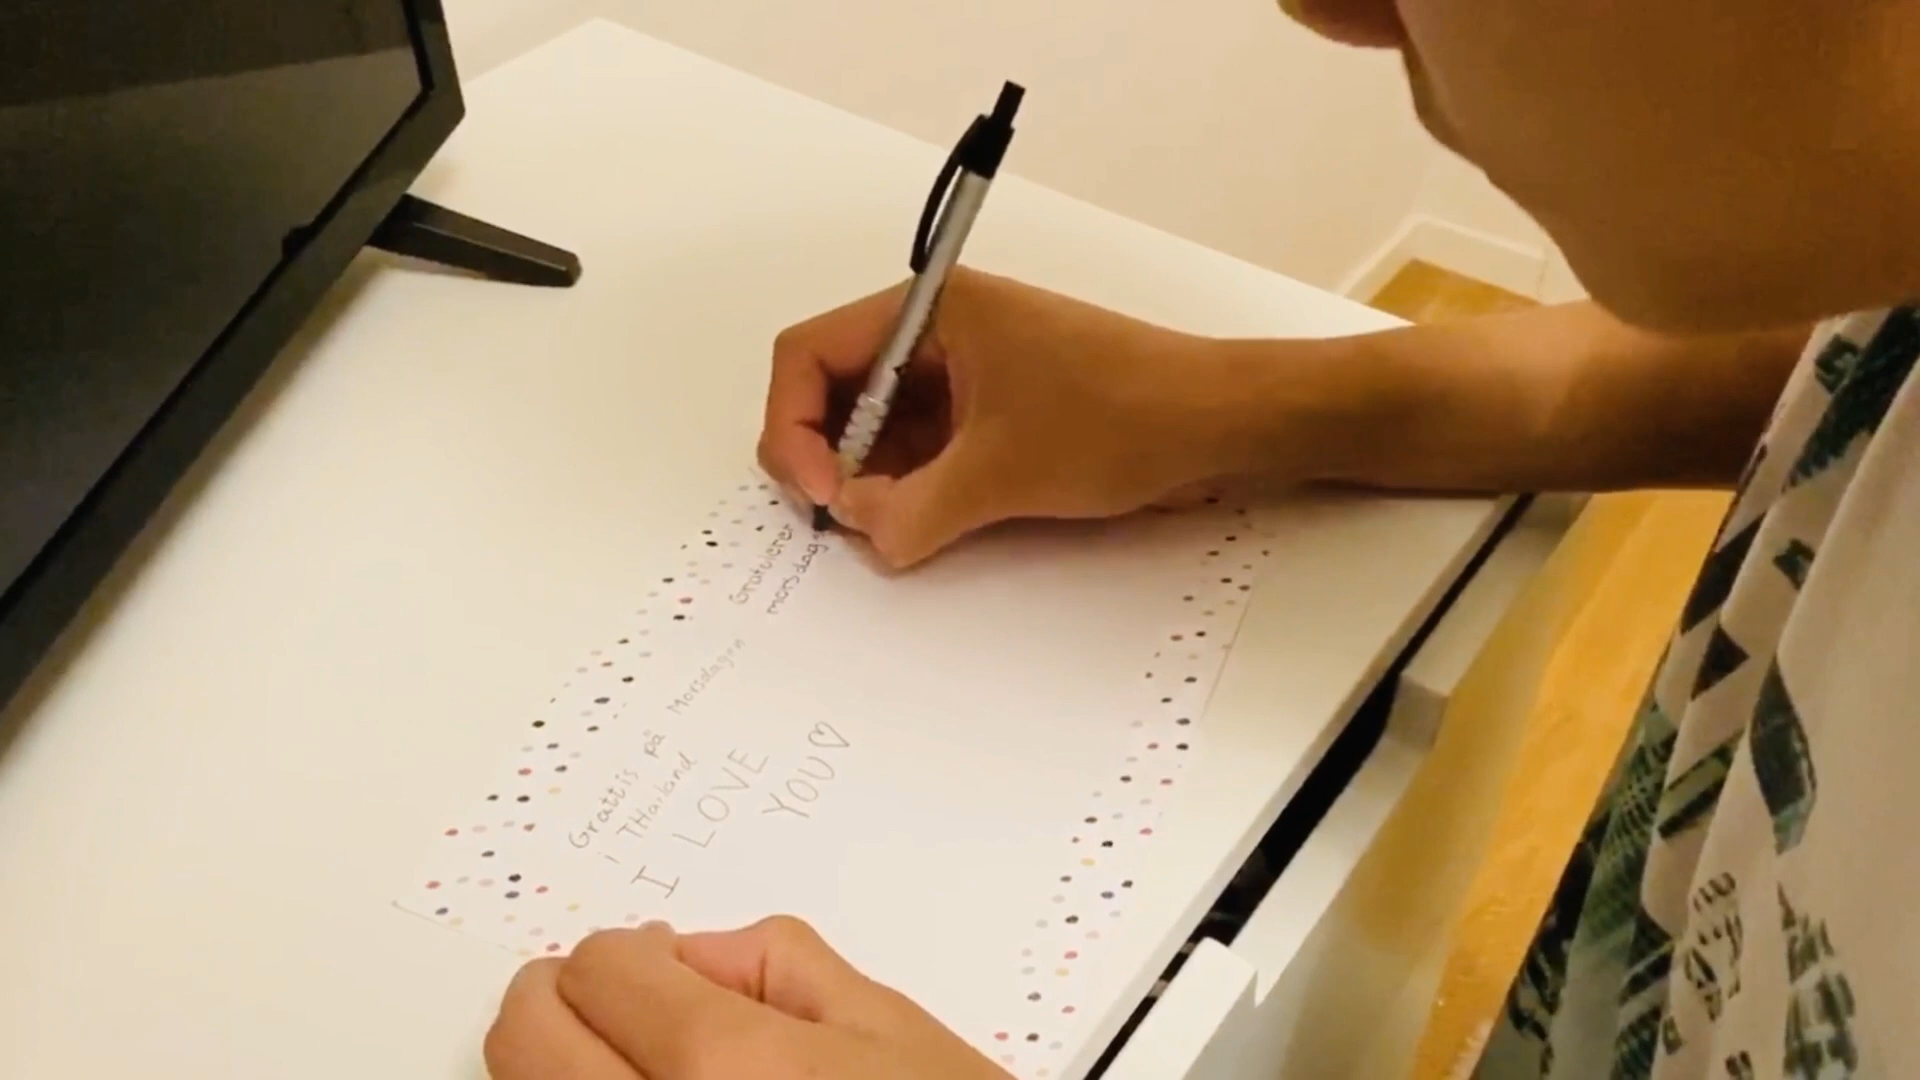 Grattis på Morsdagen
i THailand
I LOVE
YOU♡
Gratulerer
morsdag